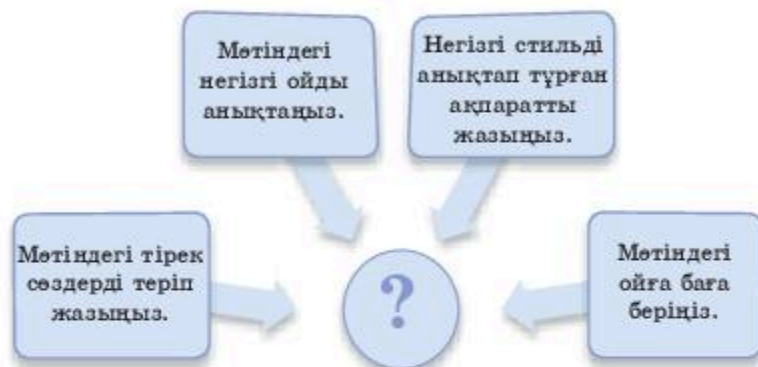 Мәтіндегі
негізгі ойды
анықтаңыз.
Негізгі стильді
анықтап тұрған
ақпаратты
жазыңыз.
Мәтіндегі тірек
сөздерді теріп
жазыңыз.
?
Мәтіндегі
ойға баға
беріңіз.